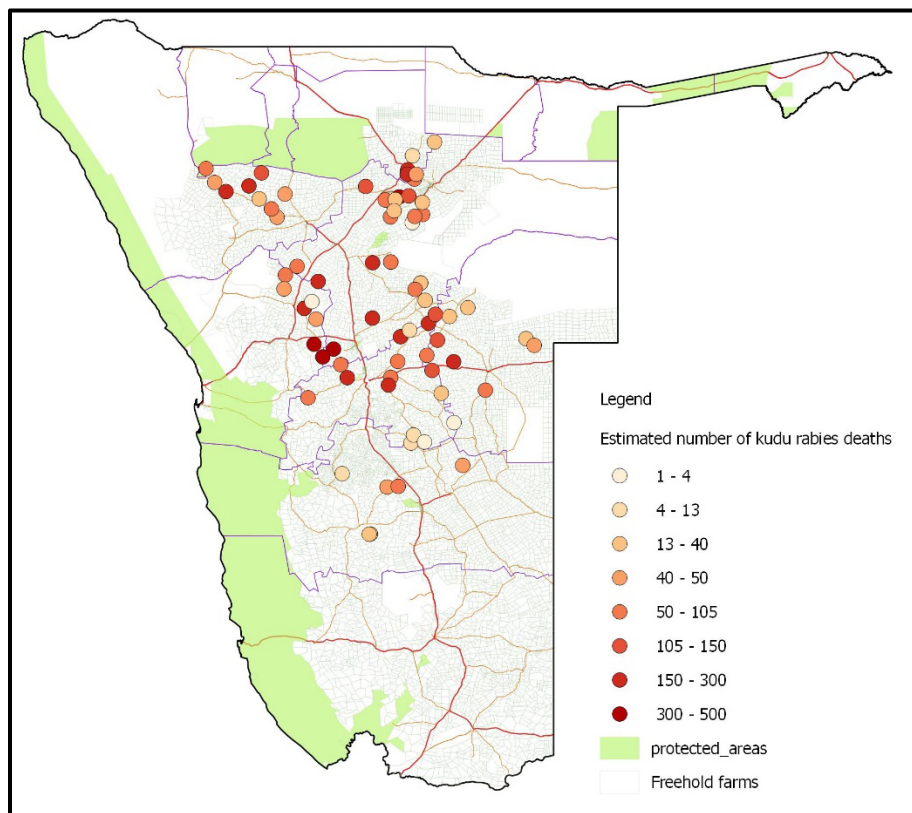 Legend
Estimated number of kudu rabies deaths
1 - 4
4 - 13
13 - 40
40 - 50
50 - 105
105 - 150
150 - 300
300 - 500
protected_areas
Freehold farms